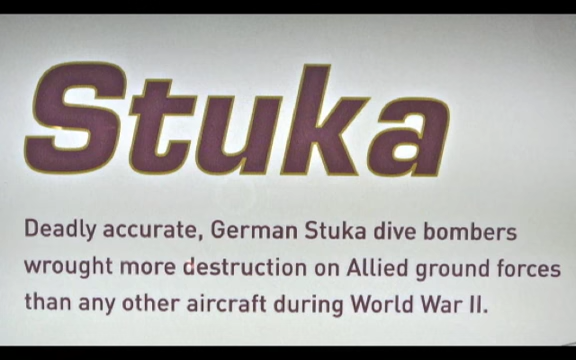 Stuka
Deadly accurate, German Stuka dive bombers
wrought more destruction on Allied ground forces
than any other aircraft during World War II.